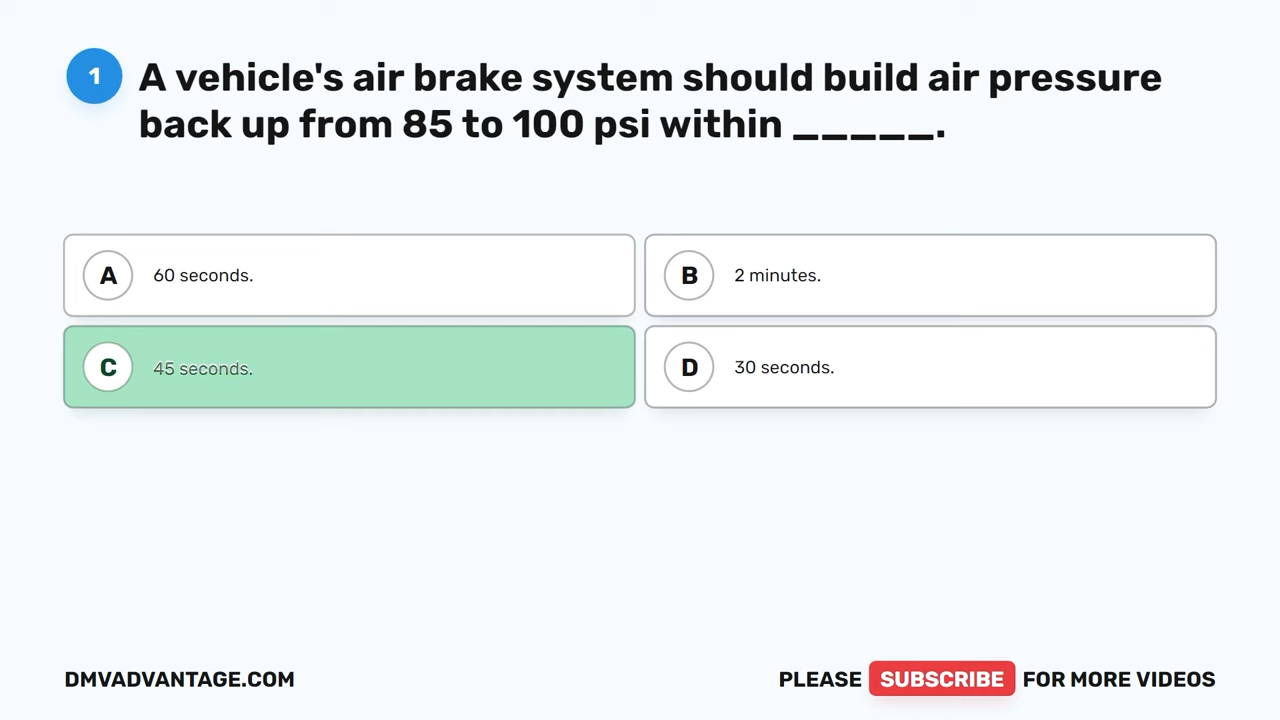 1
A vehicle's air brake system should build air pressure
back up from 85 to 100 psi within _____.
A 60 seconds.
B 2 minutes.
C 45 seconds.
D 30 seconds.
DMVADVANTAGE.COM
PLEASE SUBSCRIBE FOR MORE VIDEOS